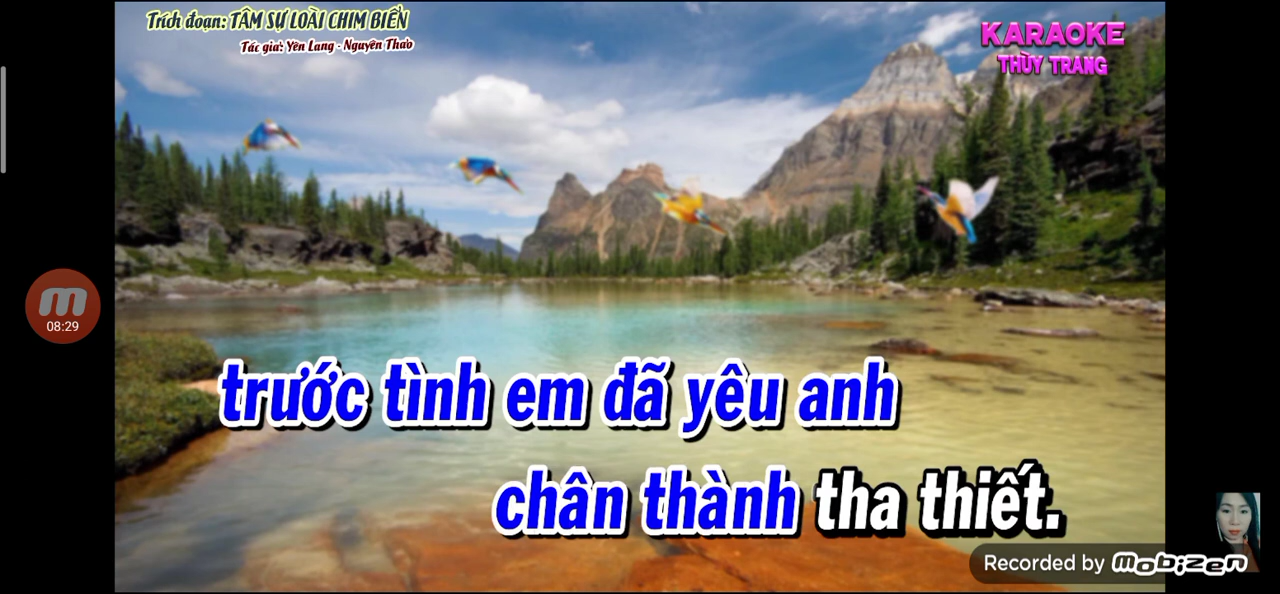 Trích đoạn: TÂM SỰ LOÀI CHIM BIỂN
Tác giả: Yên Lang - Nguyên Thảo
KARAOKE
THÙY TRANG
08:29
trước tình em đã yêu anh
chân thành tha thiết.
Recorded by mobizen